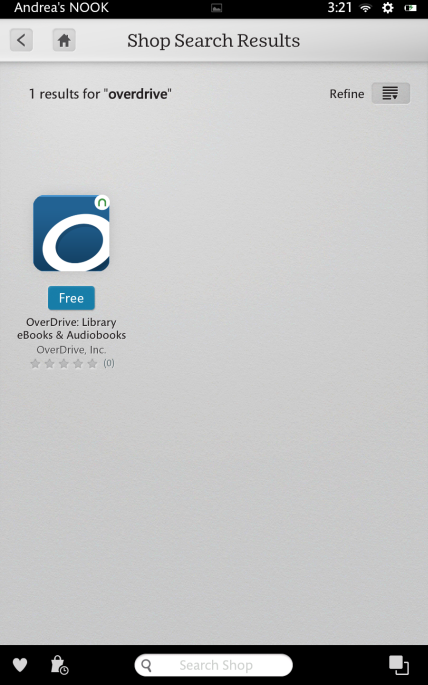 Andrea's NOOK 3:21
Shop Search Results
1 results for "overdrive" Refine
n
Free
OverDrive: Library
eBooks & Audiobooks
OverDrive, Inc.
(0)
Search Shop